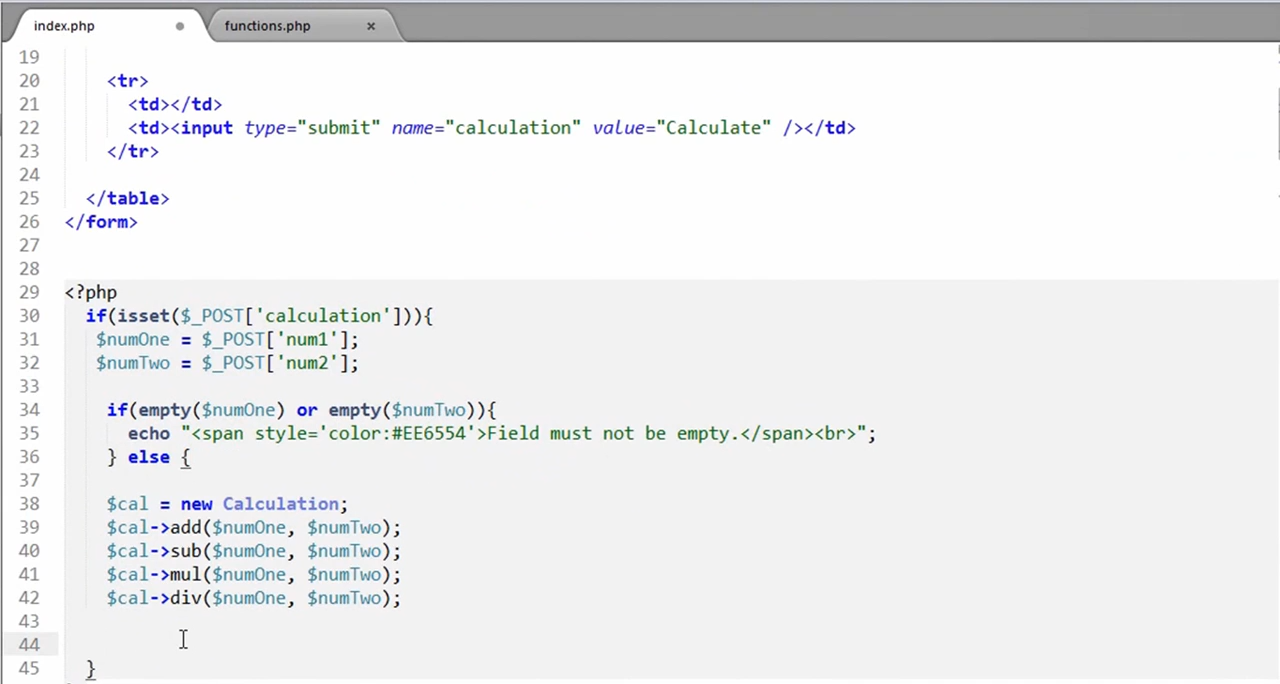 index.php
functions.php
19
20 <tr>
21 <td></td>
22 <td><input type="submit" name="calculation" value="Calculate" /></td>
23 </tr>
24
25 </table>
26 </form>
27
28
29 <?php
30 if(isset($_POST['calculation'])){
31 $numOne = $_POST['num1'];
32 $numTwo = $_POST['num2'];
33
34 if(empty($numOne) or empty($numTwo)){
35 echo "<span style='color:#EE6554'>Field must not be empty.</span><br>";
36 } else {
37
38 $cal = new Calculation;
39 $cal->add($numOne, $numTwo);
40 $cal->sub($numOne, $numTwo);
41 $cal->mul($numOne, $numTwo);
42 $cal->div($numOne, $numTwo);
43
44
45 }